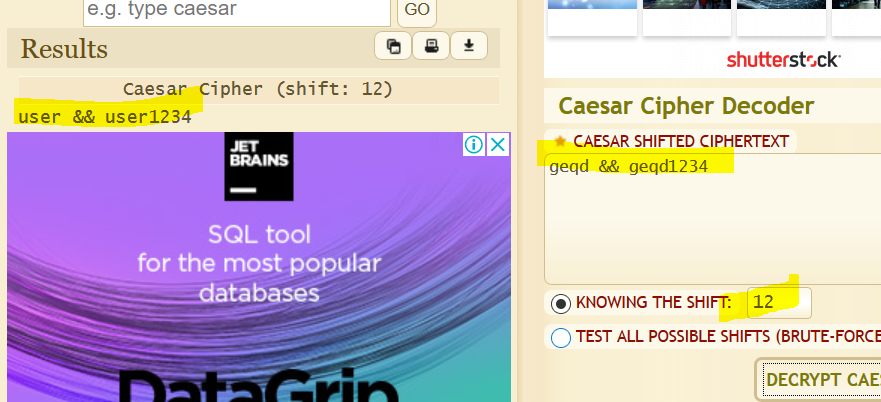 e.g. type caesar
GO
Results
Caesar Cipher (shift: 12)
user && user1234
JET
BRAINS
SQL tool
for the most popular
databases
DataGrip
shutterstock
Caesar Cipher Decoder
CAESAR SHIFTED CIPHERTEXT
geqd && geqd1234
KNOWING THE SHIFT: 12
TEST ALL POSSIBLE SHIFTS (BRUTE-FORCE
DECRYPT CAE